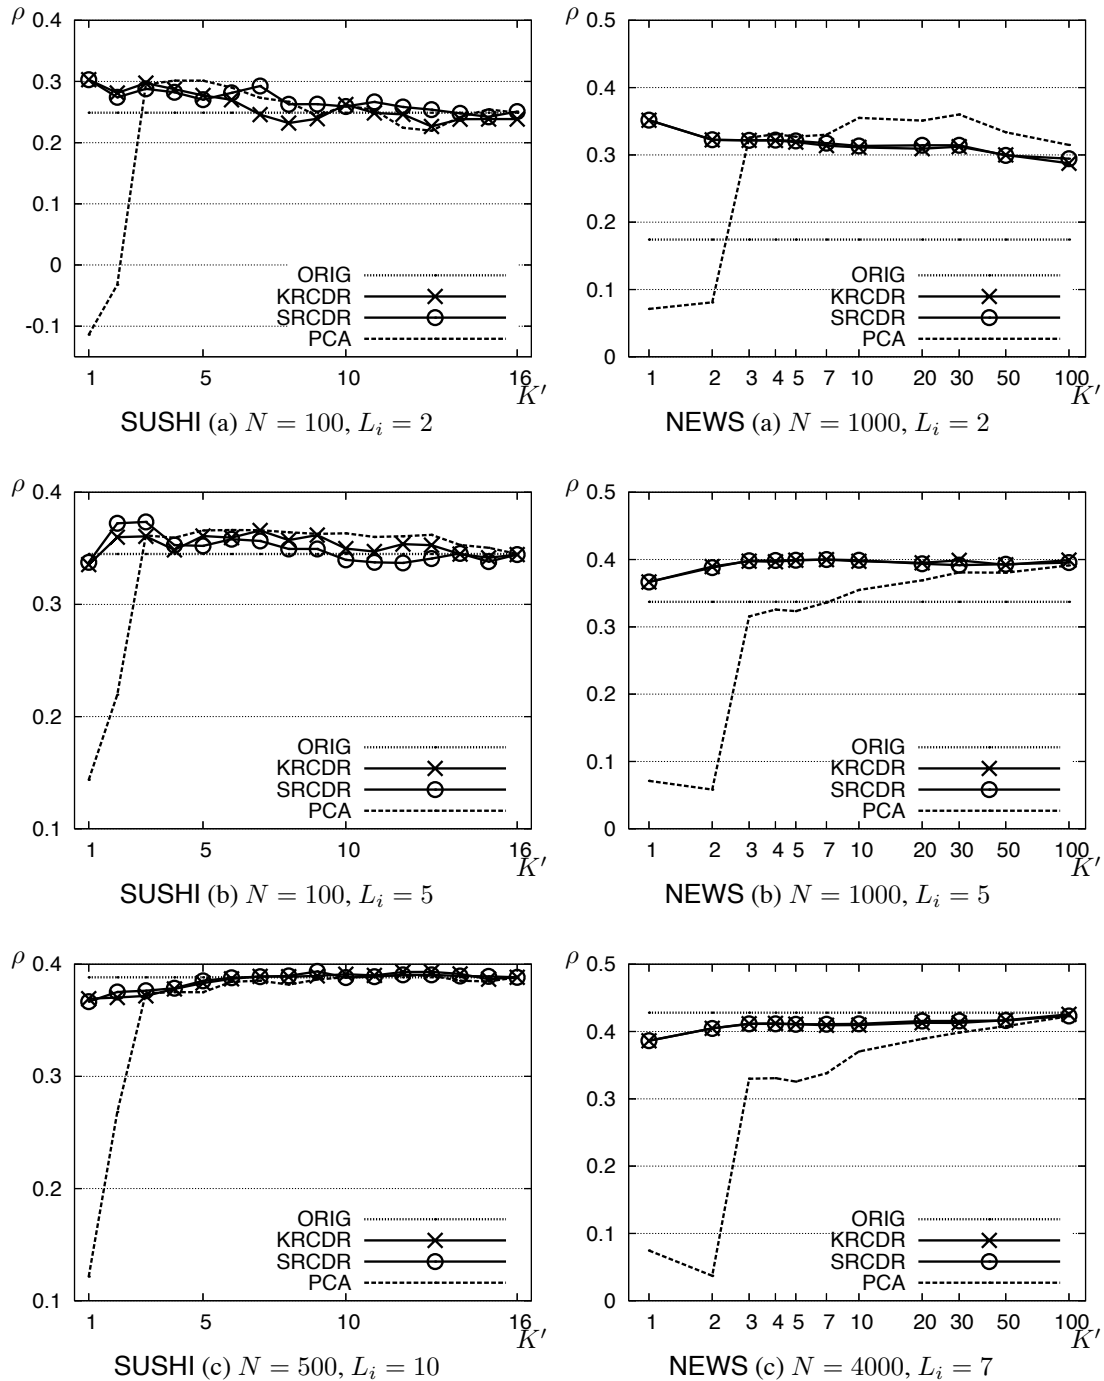 ρ
0.4
0.3
0.2
0.1
0
-0.1
ORIG
KRCDR
SRCDR
PCA
1 5 10 16
K′
SUSHI (a) N = 100, L_i = 2
ρ
0.5
0.4
0.3
0.2
0.1
0
ORIG
KRCDR
SRCDR
PCA
1 2 3 4 5 7 10 20 30 50 100
K′
NEWS (a) N = 1000, L_i = 2
ρ
0.4
0.3
0.2
0.1
ORIG
KRCDR
SRCDR
PCA
1 5 10 16
K′
SUSHI (b) N = 100, L_i = 5
ρ
0.5
0.4
0.3
0.2
0.1
0
ORIG
KRCDR
SRCDR
PCA
1 2 3 4 5 7 10 20 30 50 100
K′
NEWS (b) N = 1000, L_i = 5
ρ
0.4
0.3
0.2
0.1
ORIG
KRCDR
SRCDR
PCA
1 5 10 16
K′
SUSHI (c) N = 500, L_i = 10
ρ
0.5
0.4
0.3
0.2
0.1
0
ORIG
KRCDR
SRCDR
PCA
1 2 3 4 5 7 10 20 30 50 100
K′
NEWS (c) N = 4000, L_i = 7